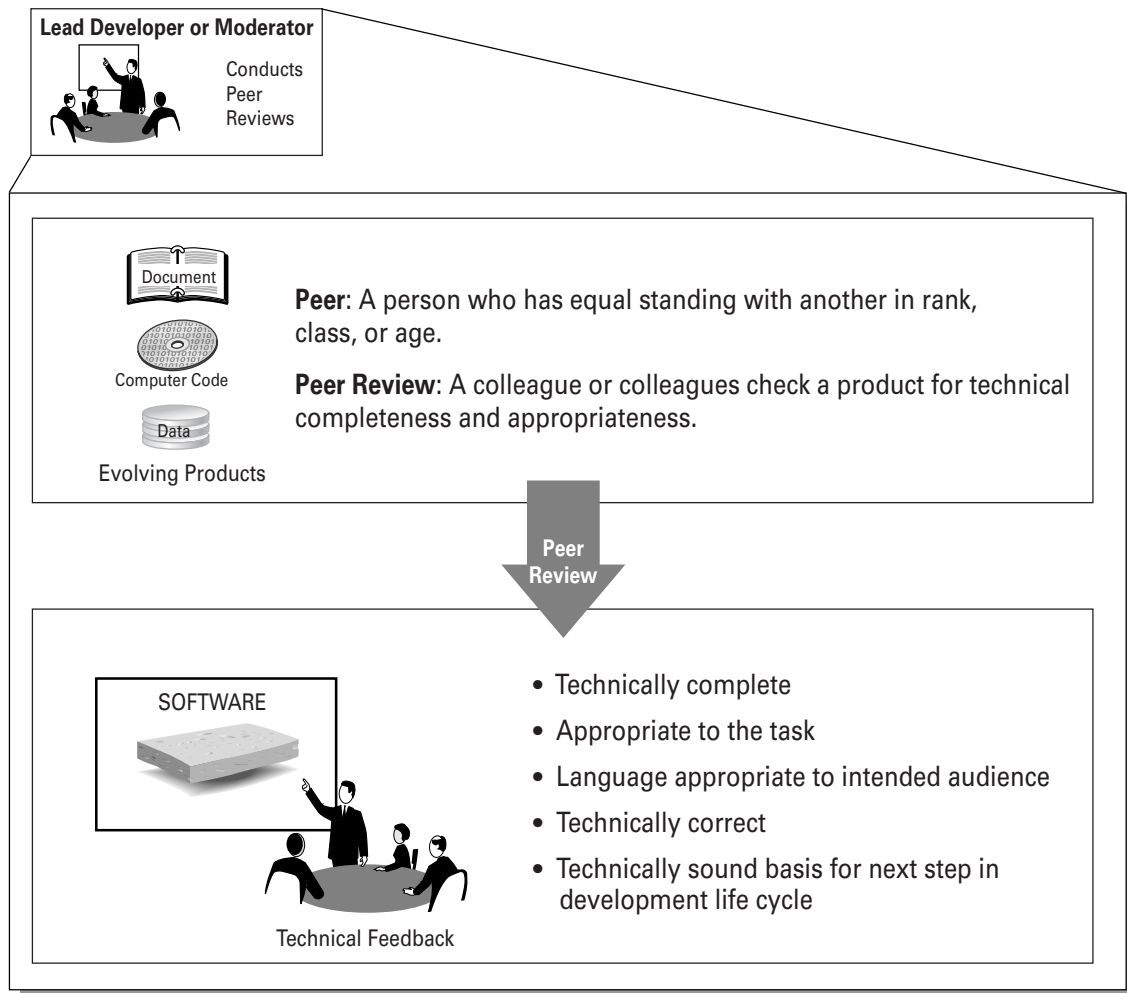 Lead Developer or Moderator
Conducts
Peer
Reviews
Document
Computer Code
Data
Evolving Products
Peer: A person who has equal standing with another in rank,
class, or age.
Peer Review: A colleague or colleagues check a product for technical
completeness and appropriateness.
Peer
Review
SOFTWARE
Technical Feedback
• Technically complete
• Appropriate to the task
• Language appropriate to intended audience
• Technically correct
• Technically sound basis for next step in
development life cycle